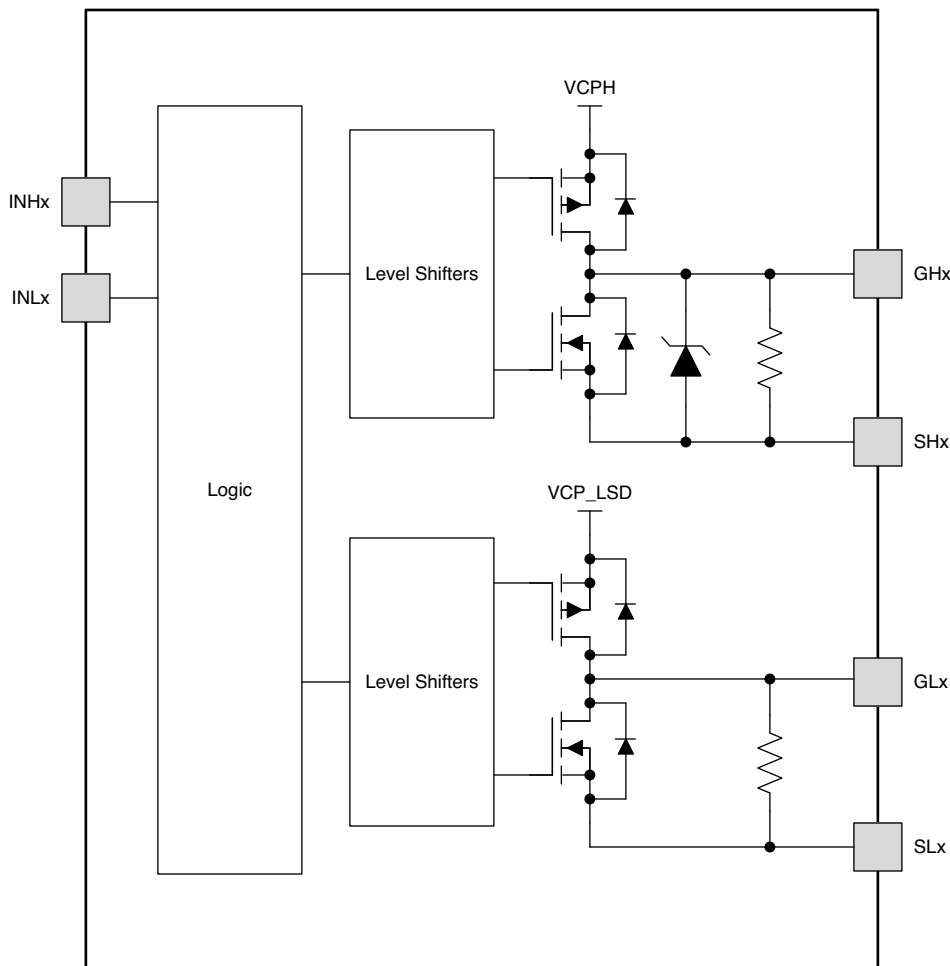 VCPH
INHx
INLx
Level Shifters
GHx
SHx
Logic
VCP_LSD
Level Shifters
GLx
SLx